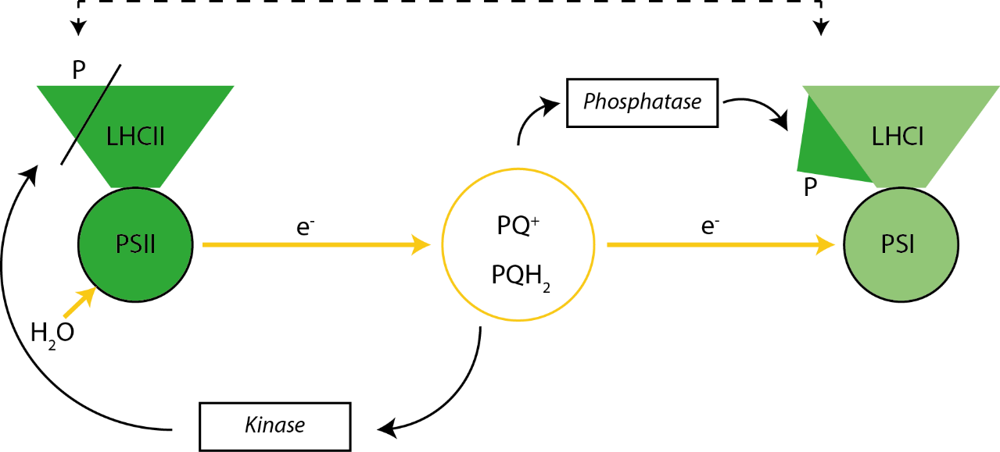 P
LHCII
Phosphatase
LHCI
P
e-
e-
PQ+
PSII
PSI
PQH2
H2O
Kinase